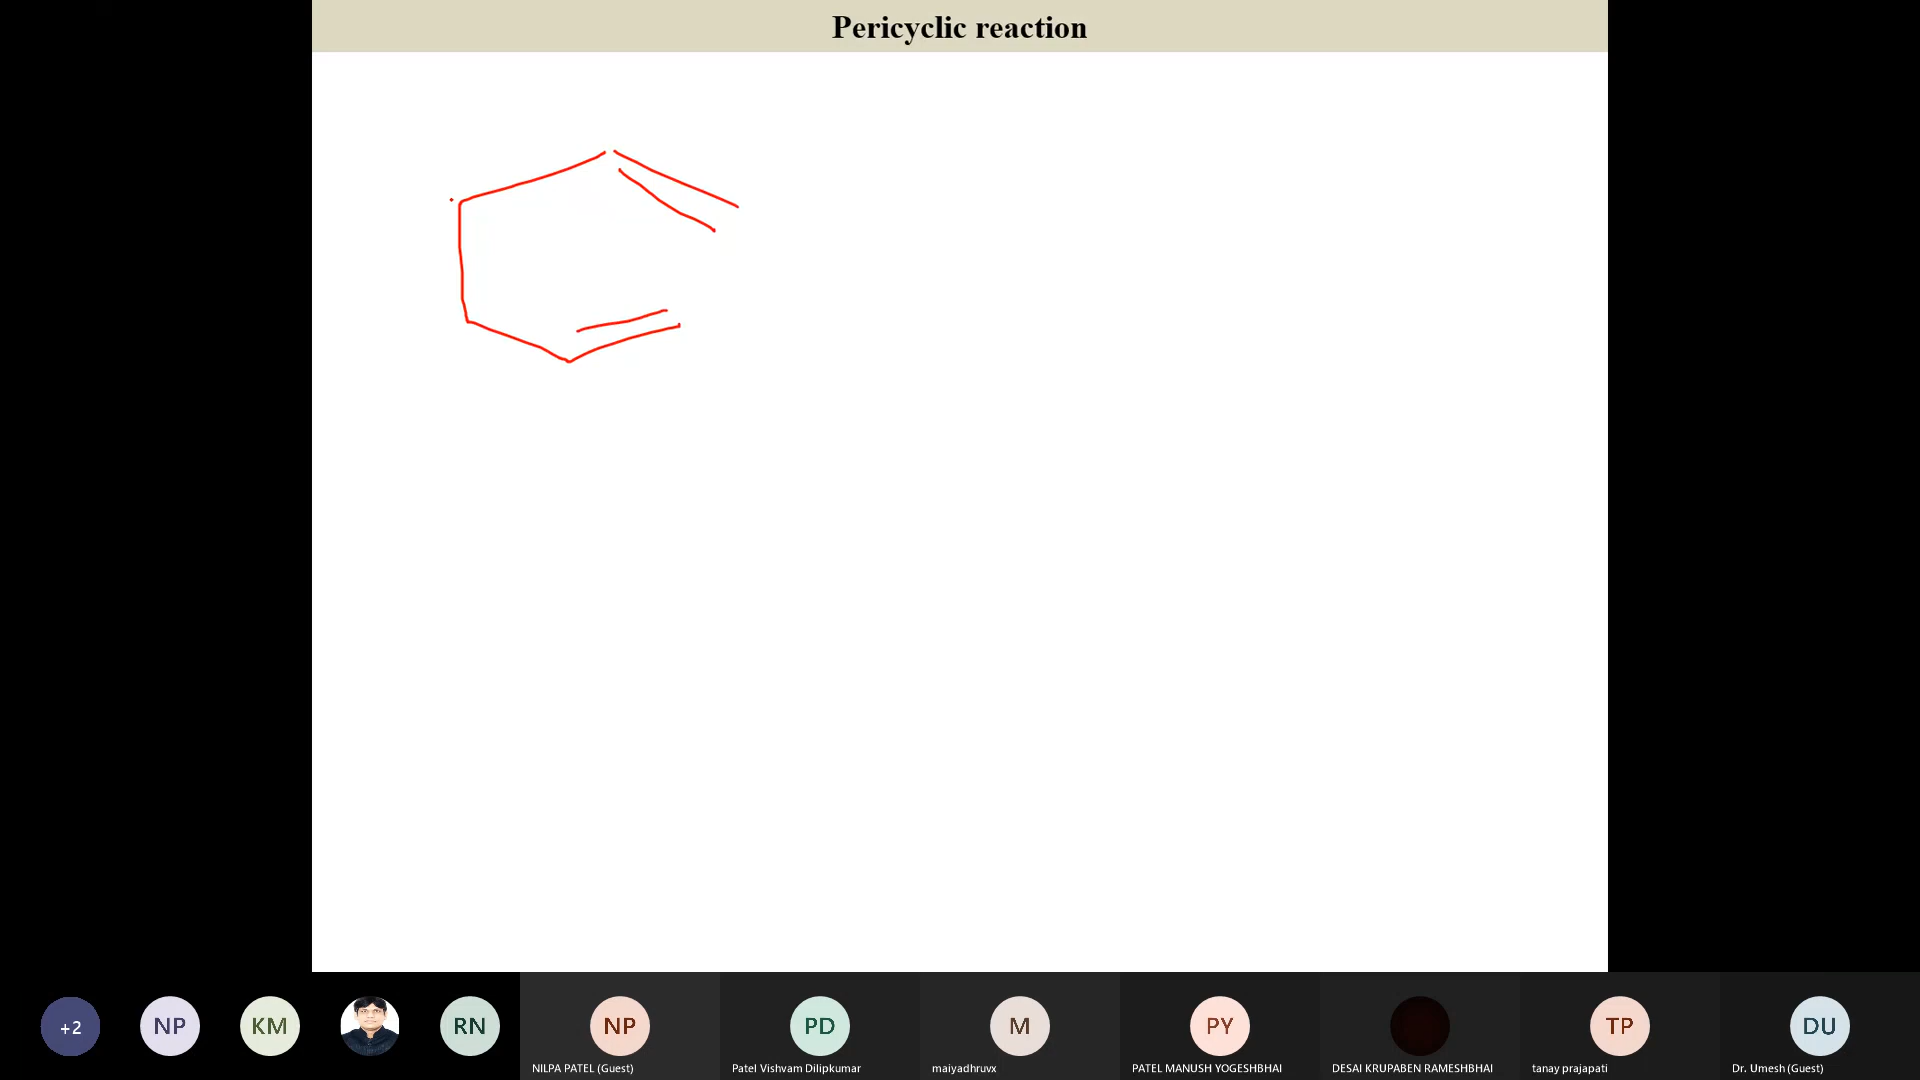 Pericyclic reaction
+2
NP
KM
RN
NP
PD
M
PY
TP
DU
NILPA PATEL (Guest)
Patel Vishvam Dilipkumar
maiyadhruvx
PATEL MANUSH YOGESHBHAI
DESAI KRUPABEN RAMESHBHAI
tanay prajapati
Dr. Umesh (Guest)